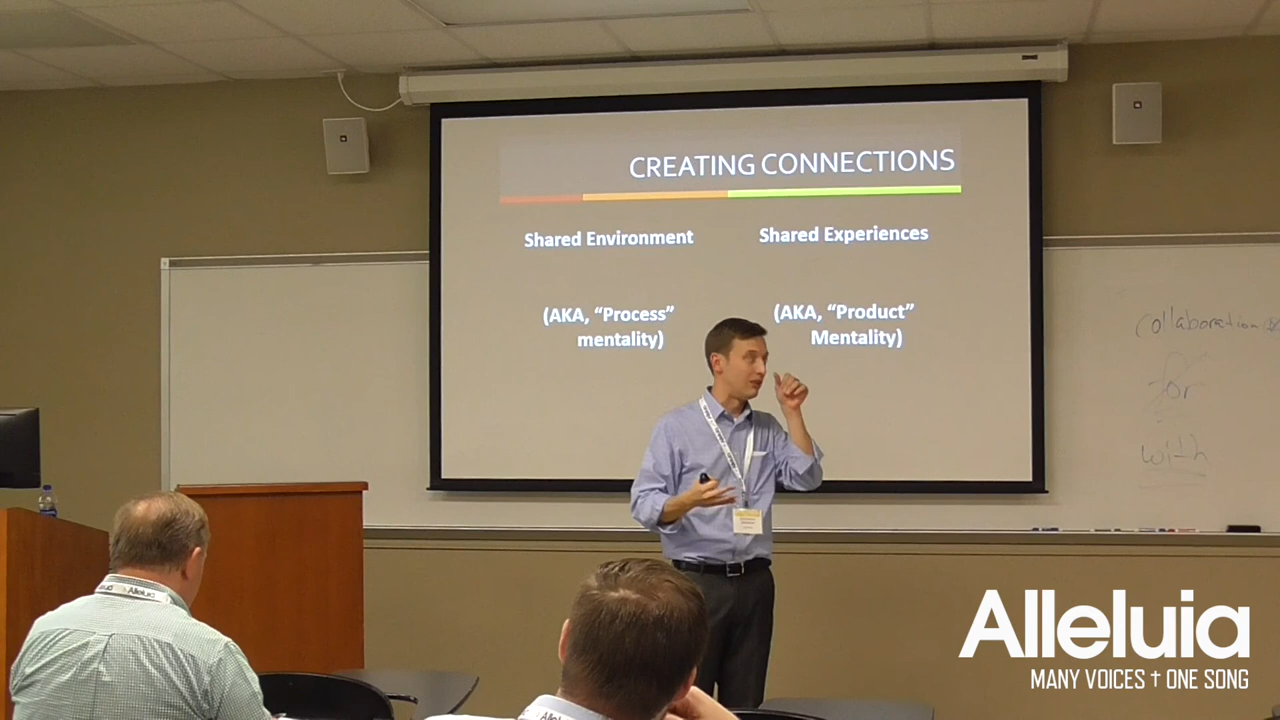 CREATING CONNECTIONS
Shared Environment
(AKA, “Process”
mentality)
Shared Experiences
(AKA, “Product”
Mentality)
collaboration
for
with
Alleluia
Alleluia
MANY VOICES † ONE SONG